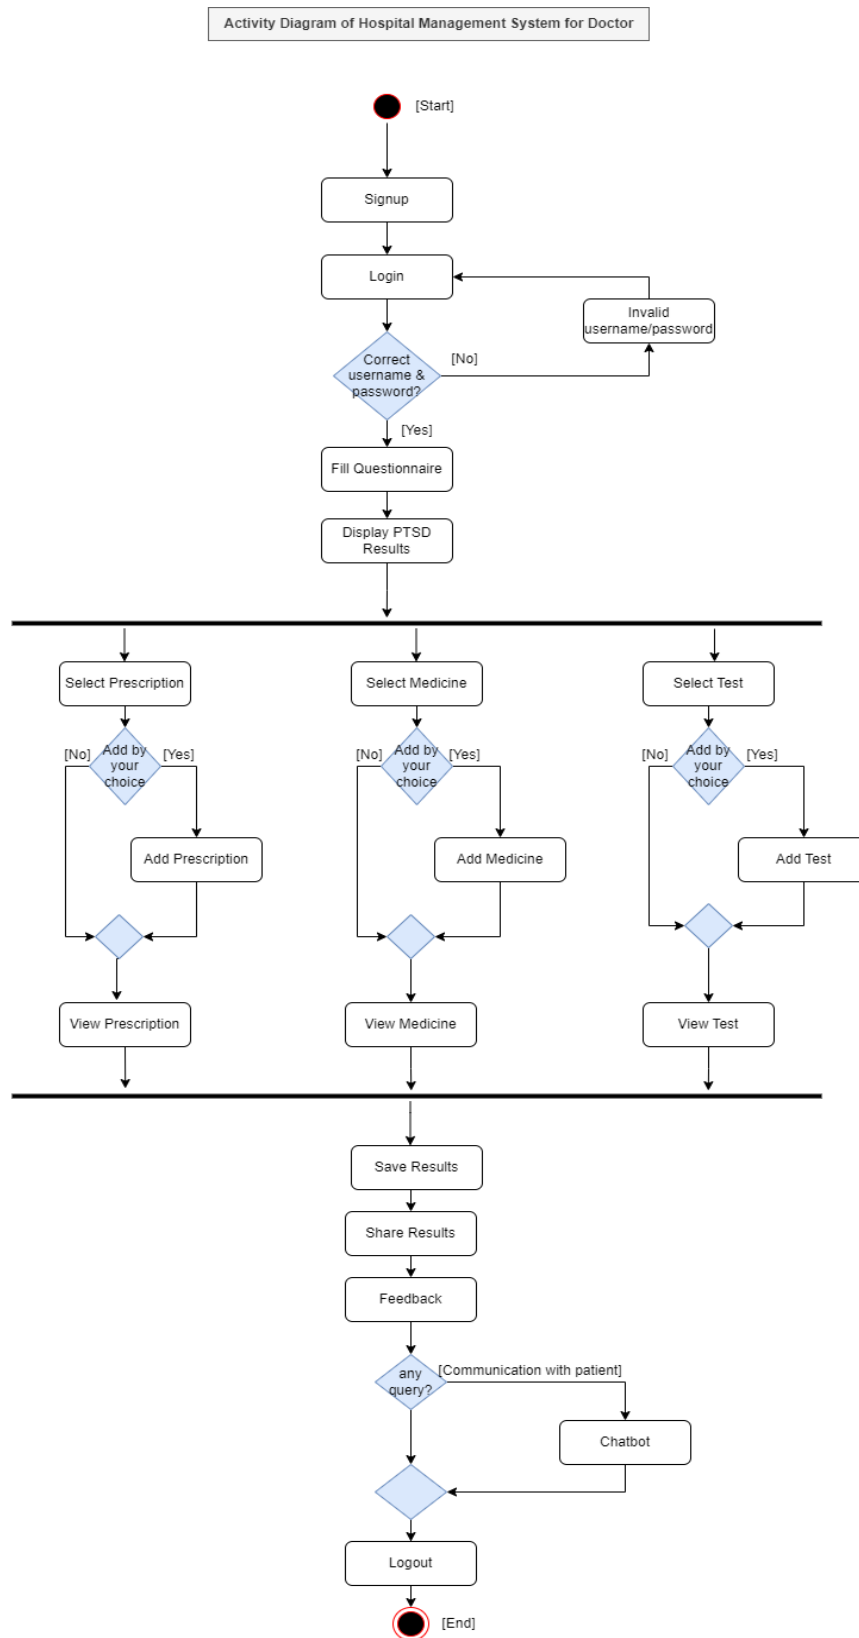 Activity Diagram of Hospital Management System for Doctor
[Start]
Signup
Login
Invalid
username/password
Correct
username &
password?
[No]
[Yes]
Fill Questionnaire
Display PTSD
Results
Select Prescription
Select Medicine
Select Test
[No]
Add by
your
choice
[Yes]
[No]
Add by
your
choice
[Yes]
[No]
Add by
your
choice
[Yes]
Add Prescription
Add Medicine
Add Test
View Prescription
View Medicine
View Test
Save Results
Share Results
Feedback
any
query?
[Communication with patient]
Chatbot
Logout
[End]